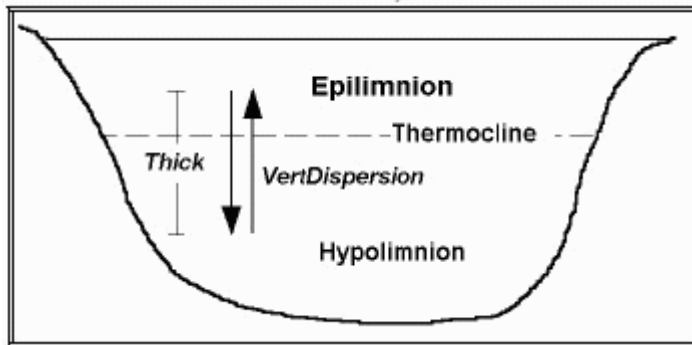 Epilimnion
Thermocline
Thick
VertDispersion
Hypolimnion